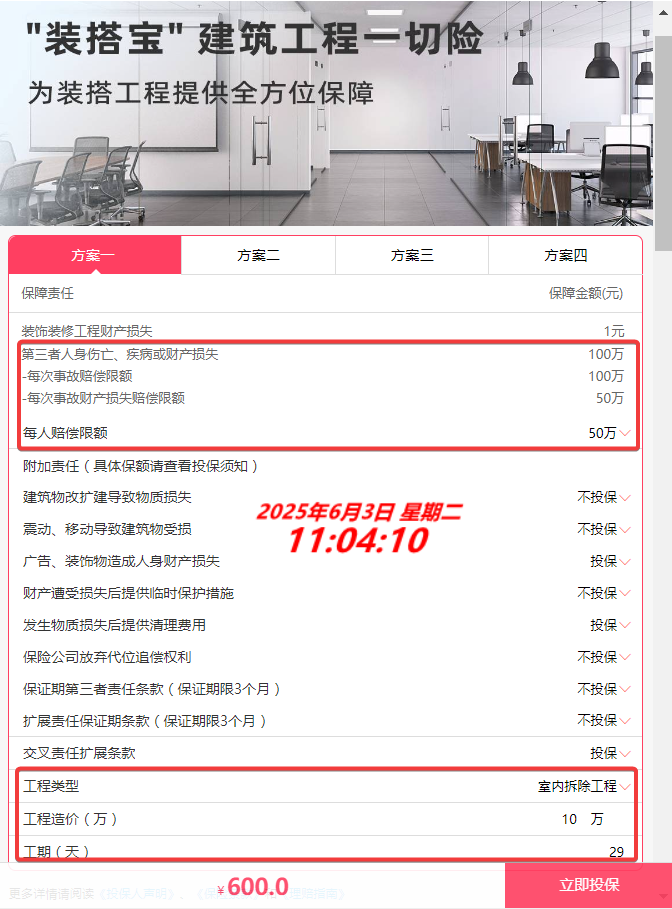 "装搭宝" 建筑工程一切险
为装搭工程提供全方位保障
方案一 方案二 方案三 方案四
保障责任 保障金额(元)
装饰装修工程财产损失 1元
第三者人身伤亡、疾病或财产损失 100万
-每次事故赔偿限额 100万
-每次事故财产损失赔偿限额 50万
每人赔偿限额 50万
附加责任（具体保额请查看投保须知）
建筑物改扩建导致物质损失 不投保
2025年6月3日 星期二
震动、移动导致建筑物受损 不投保
11:04:10
广告、装饰物造成人身财产损失 投保
财产遭受损失后提供临时保护措施 不投保
发生物质损失后提供清理费用 投保
保险公司放弃代位追偿权利 不投保
保证期第三者责任条款（保证期限3个月） 不投保
扩展责任保证期条款（保证期限3个月） 不投保
交叉责任扩展条款 投保
工程类型 室内拆除工程
工程造价（万） 10 万
工期（天） 29
更多详情请阅读《投保人声明》、
¥600.0
立即投保